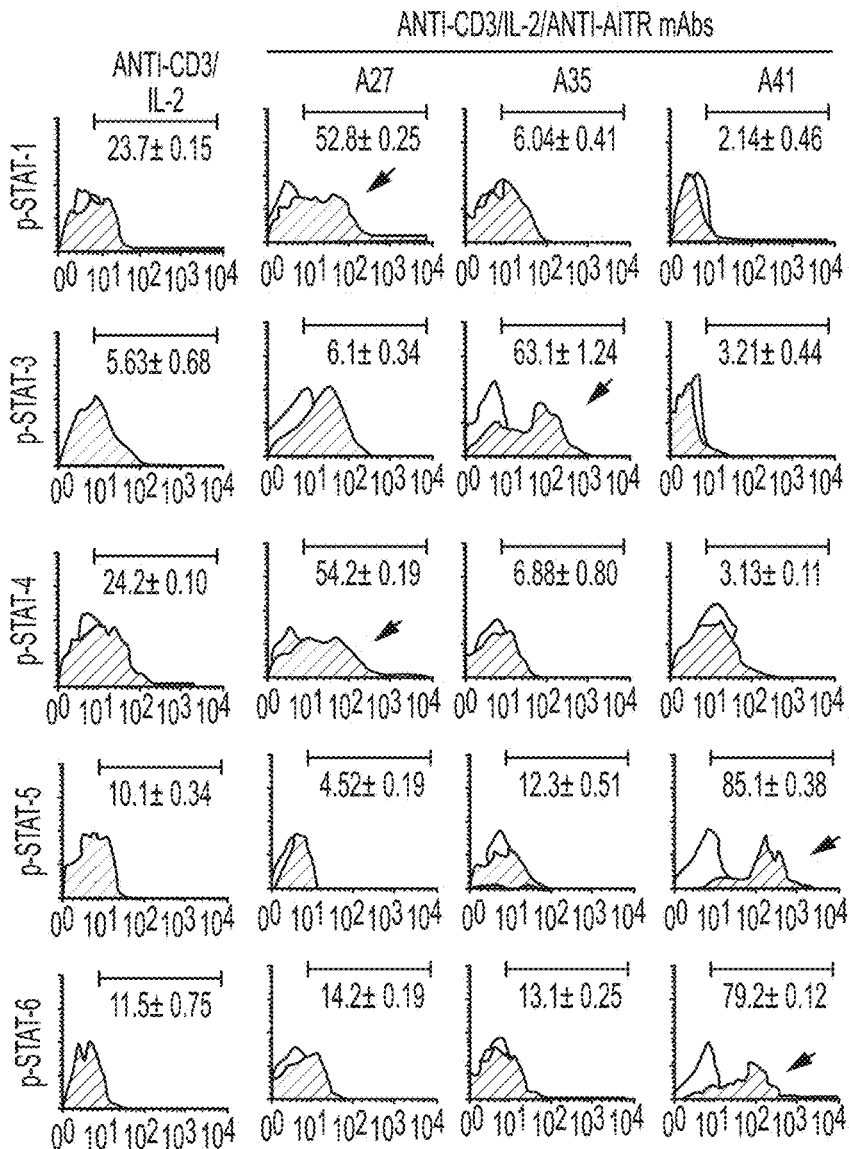 ANTI-CD3/IL-2/ANTI-AITR mAbs
ANTI-CD3/
IL-2
A27 A35 A41
p-STAT-1
23.7± 0.15 52.8± 0.25 6.04± 0.41 2.14± 0.46
0⁰ 10¹ 10² 10³ 10⁴ 0⁰ 10¹ 10² 10³ 10⁴ 0⁰ 10¹ 10² 10³ 10⁴ 0⁰ 10¹ 10² 10³ 10⁴
p-STAT-3
5.63± 0.68 6.1± 0.34 63.1± 1.24 3.21± 0.44
0⁰ 10¹ 10² 10³ 10⁴ 0⁰ 10¹ 10² 10³ 10⁴ 0⁰ 10¹ 10² 10³ 10⁴ 0⁰ 10¹ 10² 10³ 10⁴
p-STAT-4
24.2± 0.10 54.2± 0.19 6.88± 0.80 3.13± 0.11
0⁰ 10¹ 10² 10³ 10⁴ 0⁰ 10¹ 10² 10³ 10⁴ 0⁰ 10¹ 10² 10³ 10⁴ 0⁰ 10¹ 10² 10³ 10⁴
p-STAT-5
10.1± 0.34 4.52± 0.19 12.3± 0.51 85.1± 0.38
0⁰ 10¹ 10² 10³ 10⁴ 0⁰ 10¹ 10² 10³ 10⁴ 0⁰ 10¹ 10² 10³ 10⁴ 0⁰ 10¹ 10² 10³ 10⁴
p-STAT-6
11.5± 0.75 14.2± 0.19 13.1± 0.25 79.2± 0.12
0⁰ 10¹ 10² 10³ 10⁴ 0⁰ 10¹ 10² 10³ 10⁴ 0⁰ 10¹ 10² 10³ 10⁴ 0⁰ 10¹ 10² 10³ 10⁴